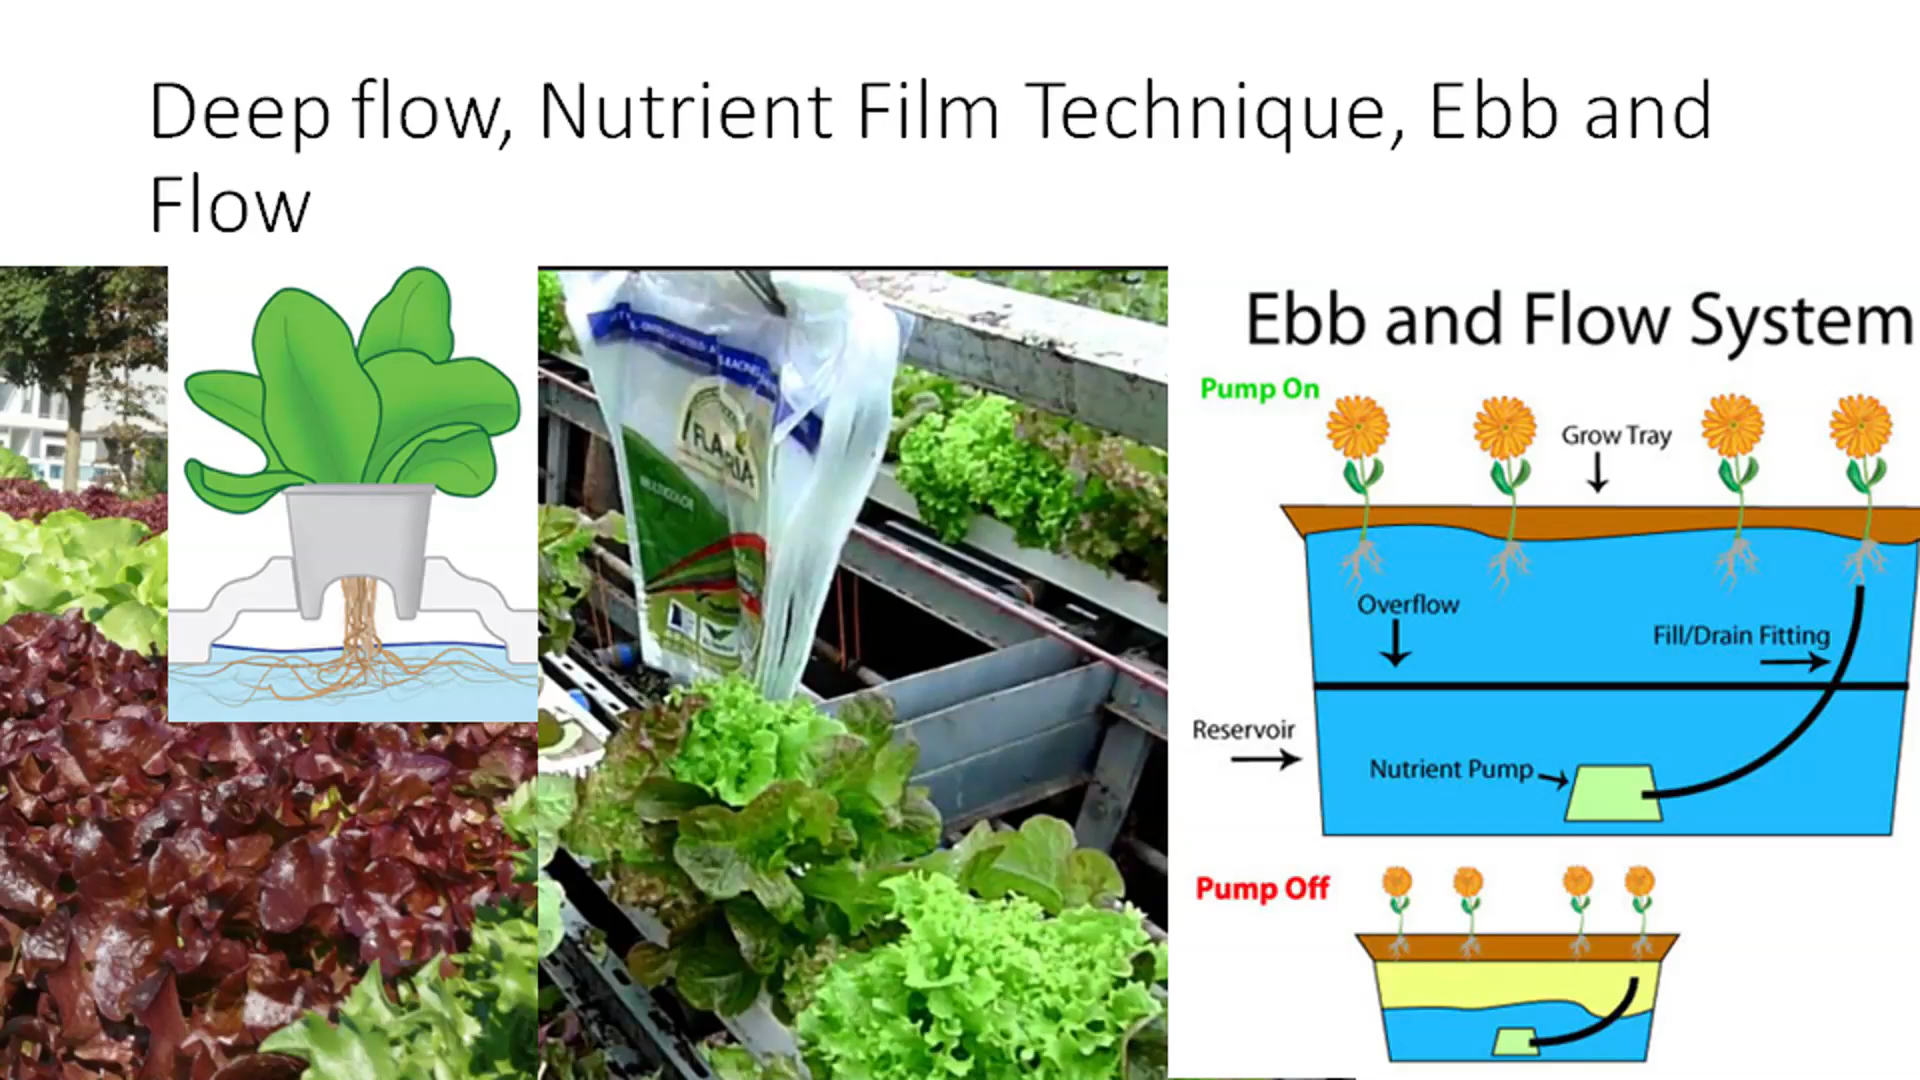 Deep flow, Nutrient Film Technique, Ebb and
Flow
MULTICOLOR
Ebb and Flow System
Pump On
Grow Tray
Overflow
Fill/Drain Fitting
Reservoir
Nutrient Pump
Pump Off